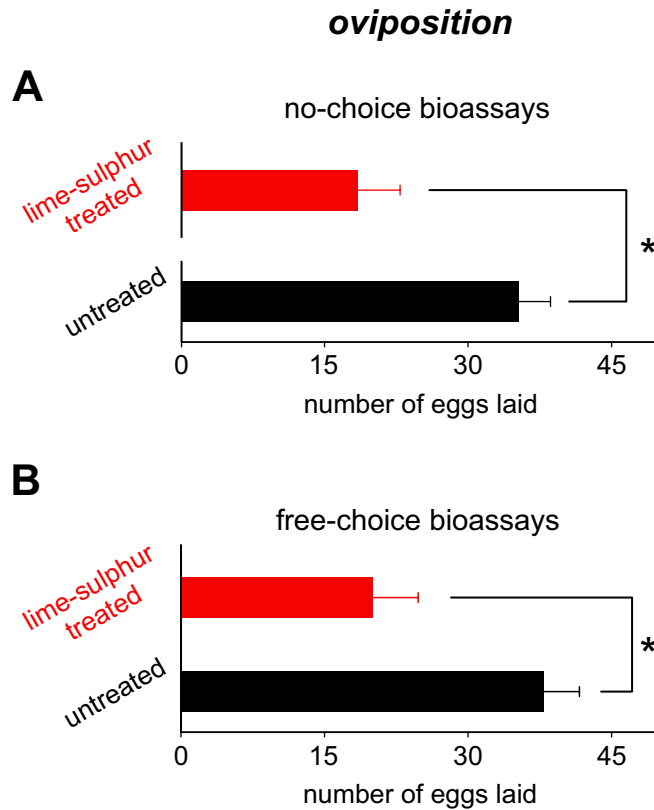 oviposition
A
no-choice bioassays
lime-sulphur
treated
*
untreated
0 15 30 45
number of eggs laid
B
free-choice bioassays
lime-sulphur
treated
*
untreated
0 15 30 45
number of eggs laid